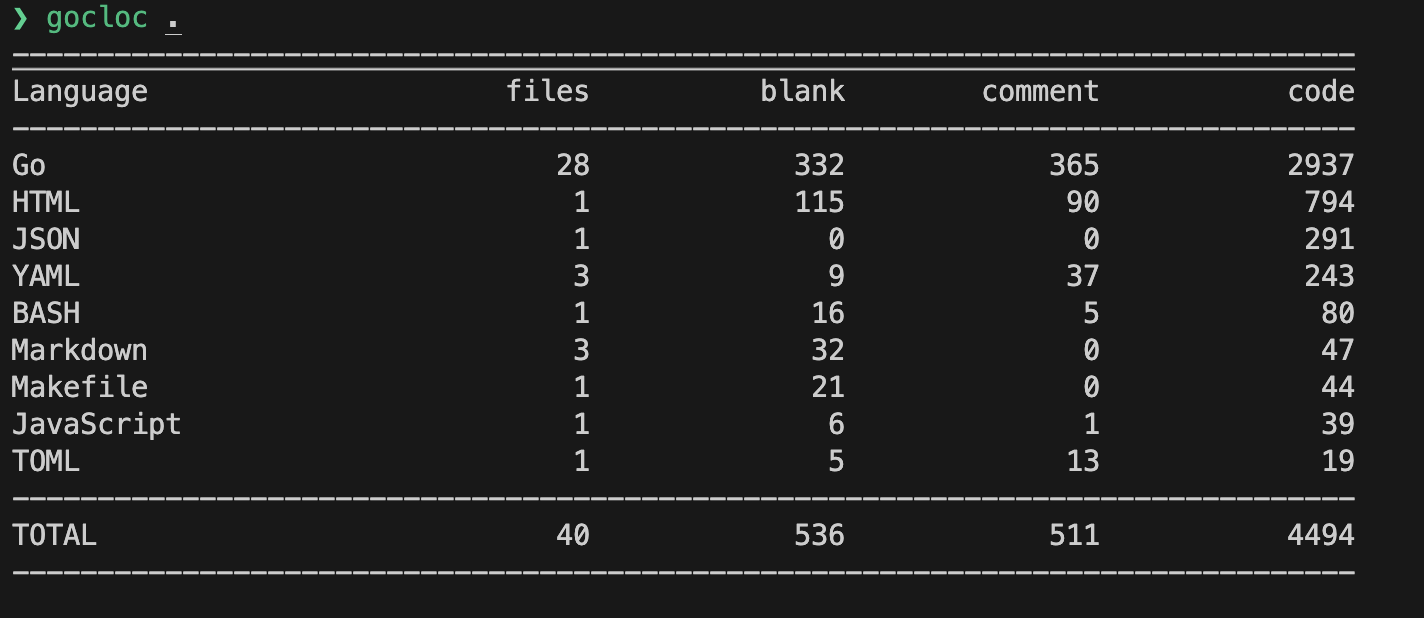 ❯ gocloc .
-------------------------------------------------------------------------------
Language                     files          blank        comment           code
-------------------------------------------------------------------------------
Go                              28            332            365           2937
HTML                             1            115             90            794
JSON                             1              0              0            291
YAML                             3              9             37            243
BASH                             1             16              5             80
Markdown                         3             32              0             47
Makefile                         1             21              0             44
JavaScript                       1              6              1             39
TOML                             1              5             13             19
-------------------------------------------------------------------------------
TOTAL                           40            536            511           4494
-------------------------------------------------------------------------------